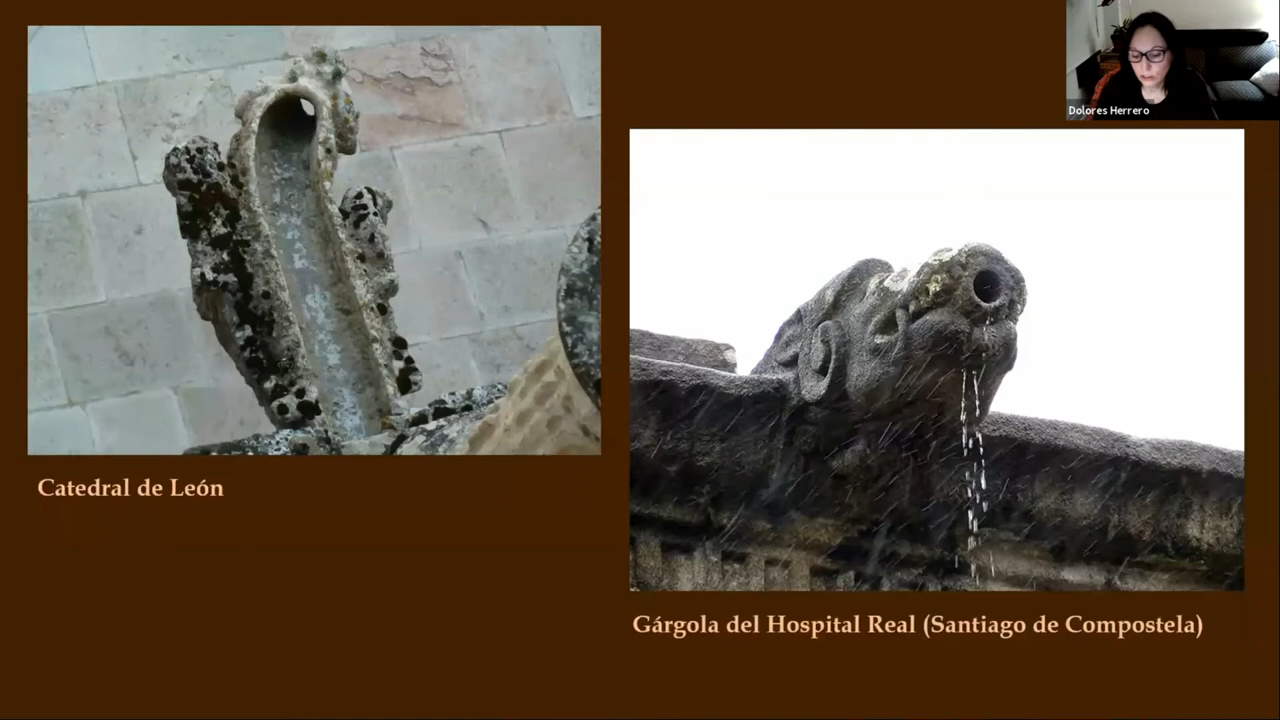 Dolores Herrero
Catedral de León
Gárgola del Hospital Real (Santiago de Compostela)